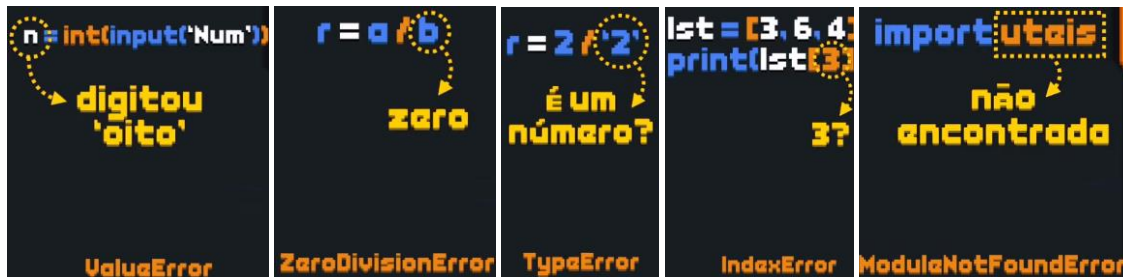 n = int(input('Num'))
digitou
'oito'
ValueError
r = a / b
zero
ZeroDivisionError
r = 2 / '2'
É um
número?
TypeError
lst = [3, 6, 4]
print(lst[3]
3?
IndexError
import uteis
não
encontrada
ModuleNotFoundError